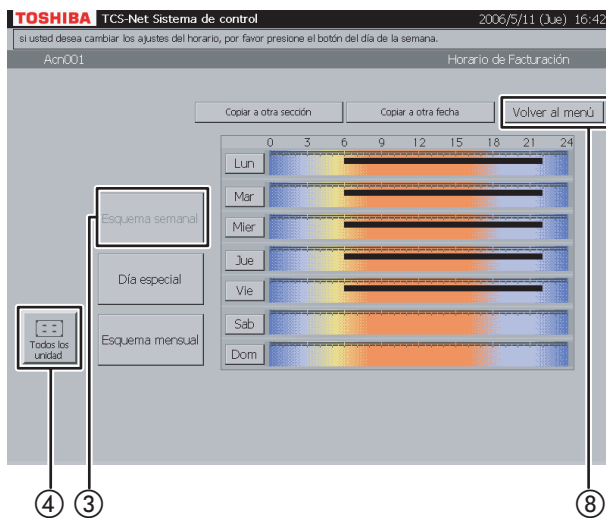 TOSHIBA TCS-Net Sistema de control 2006/5/11 (Jue) 16:42
si usted desea cambiar los ajustes del horario, por favor presione el botón del día de la semana.
Acn001 Horario de Facturación
Copiar a otra sección Copiar a otra fecha Volver al menú
0 3 6 9 12 15 18 21 24
Lun
Mar
Esquema semanal
Mier
Jue
Día especial
Vie
Sab
Esquema mensual
Todos los
unidad
Dom
④ ③ ⑧